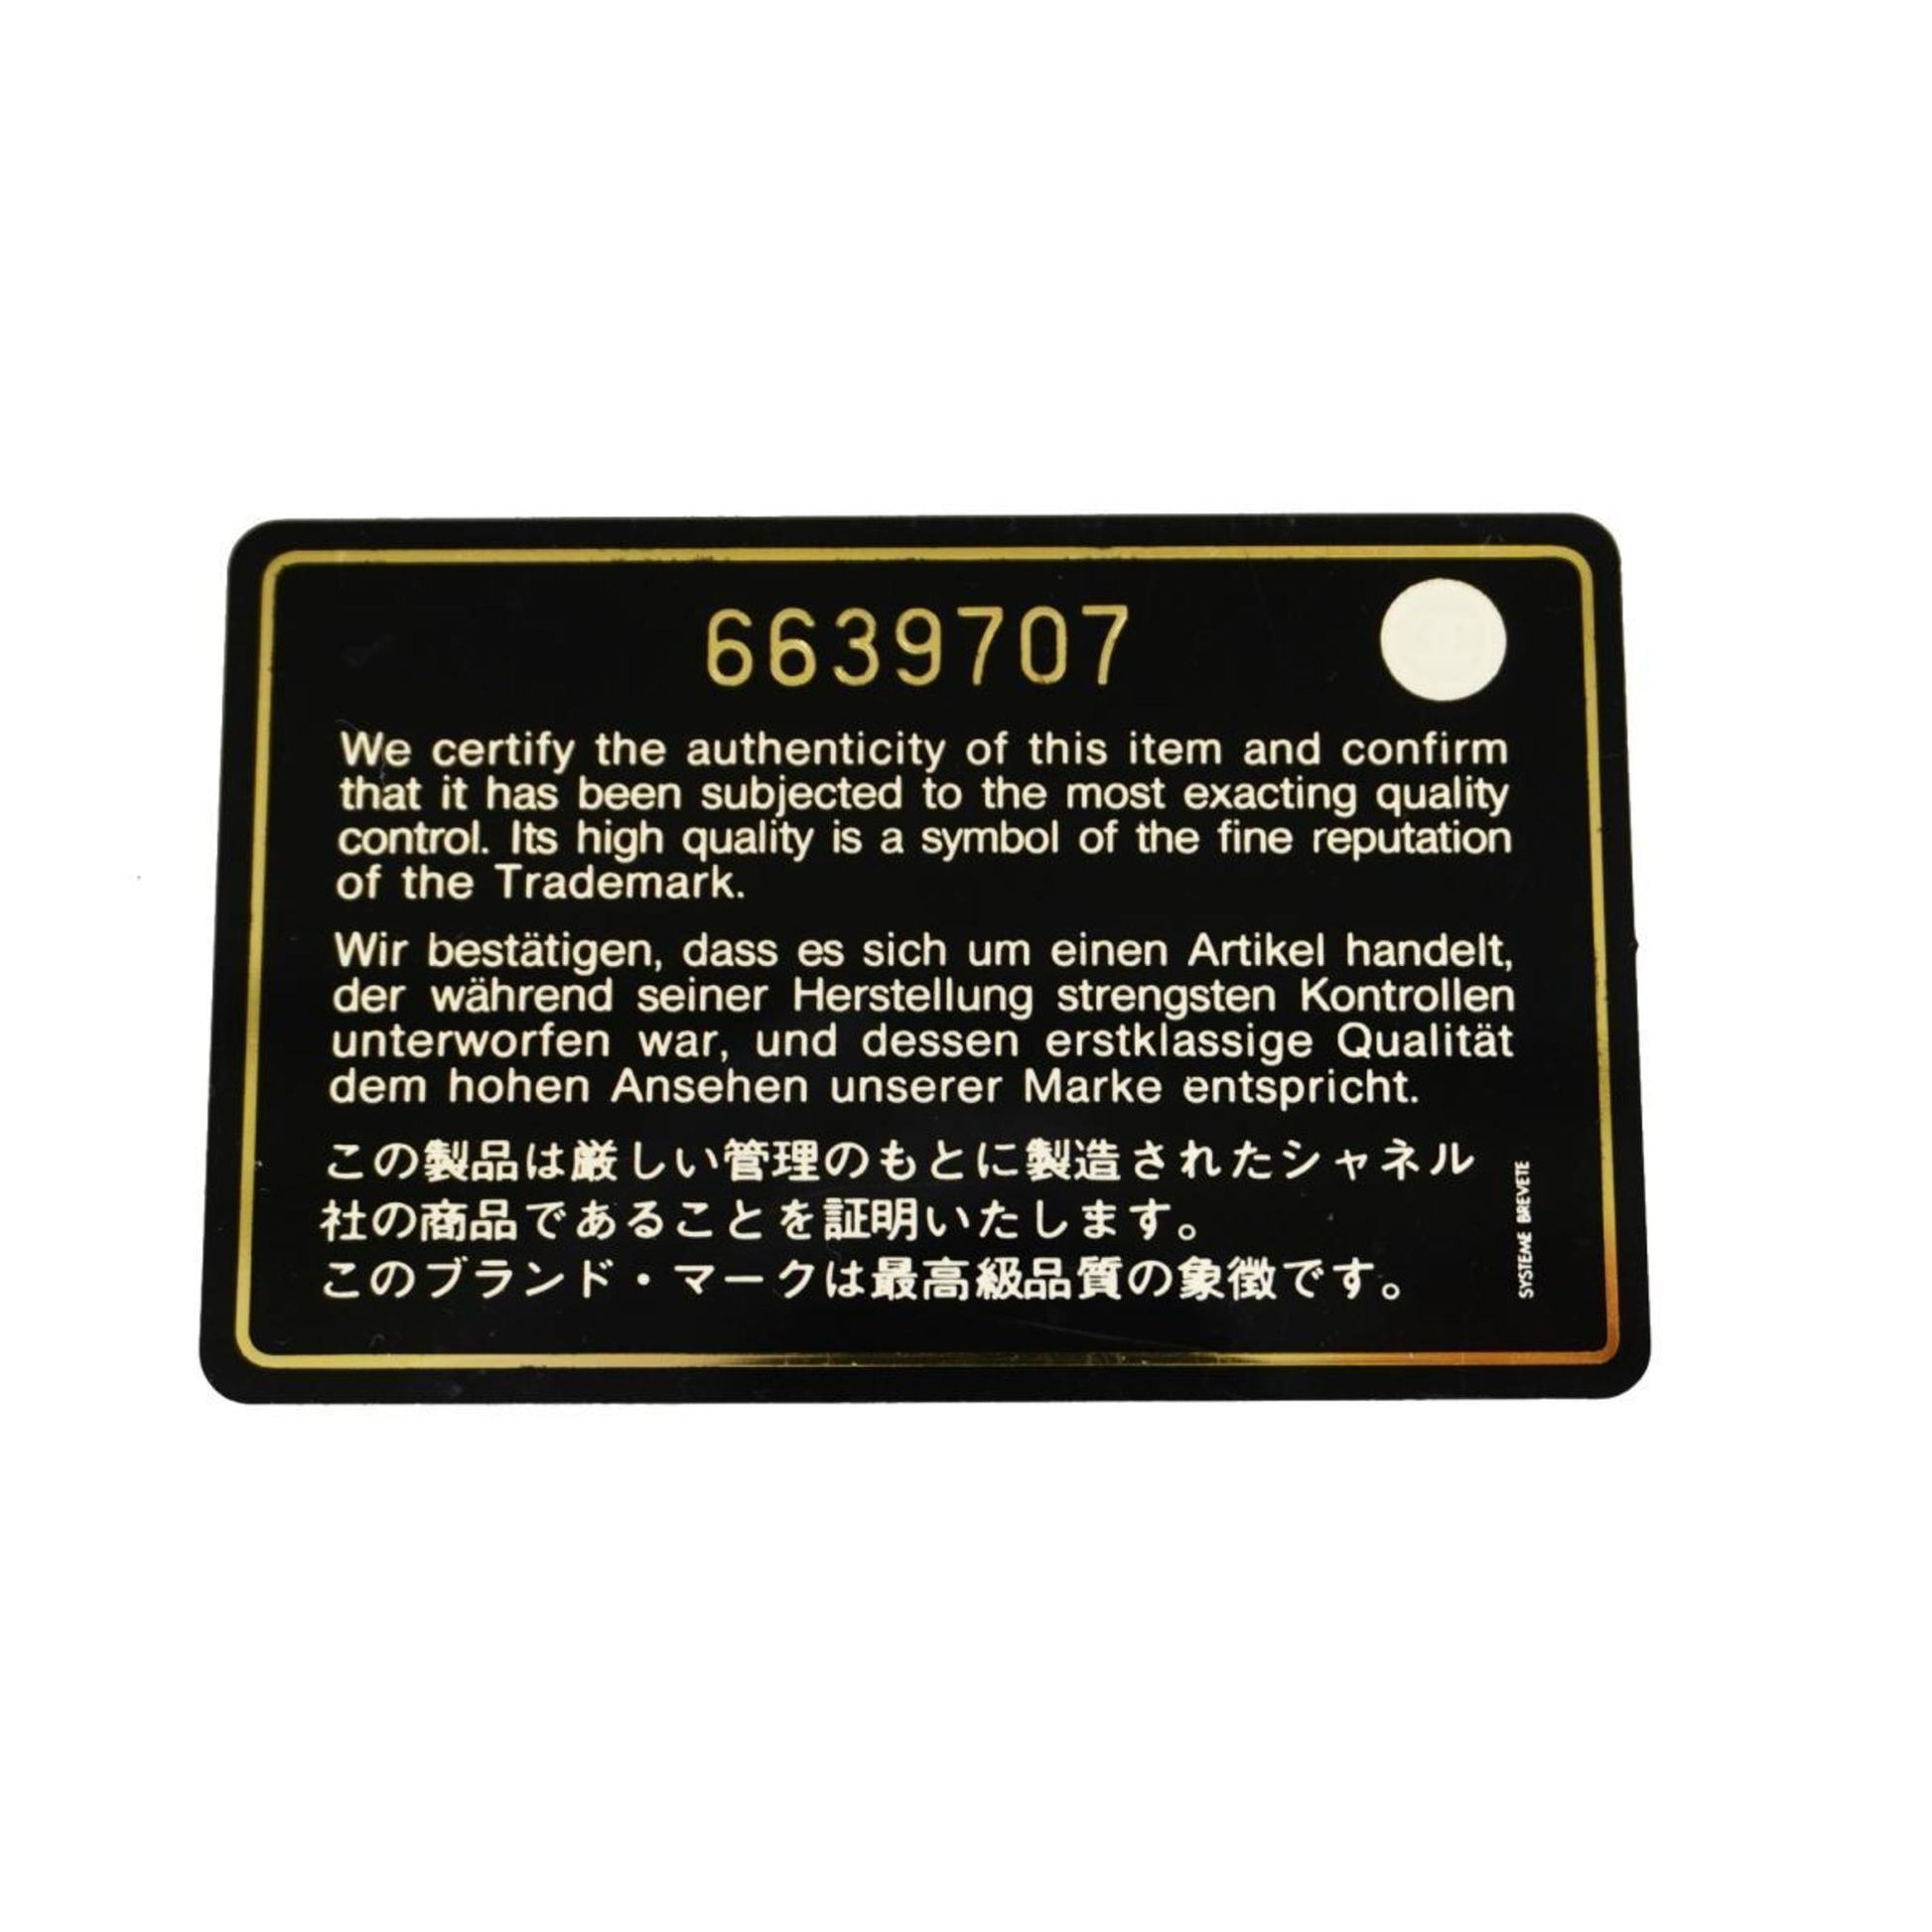 6639707
We certify the authenticity of this item and confirm
that it has been subjected to the most exacting quality
control. Its high quality is a symbol of the fine reputation
of the Trademark.
Wir bestätigen, dass es sich um einen Artikel handelt,
der während seiner Herstellung strengsten Kontrollen
unterworfen war, und dessen erstklassige Qualität
dem hohen Ansehen unserer Marke entspricht.
この製品は厳しい管理のもとに製造されたシャネル
社の商品であることを証明いたします。
このブランド・マークは最高級品質の象徴です。
SYSTEME BREVETE